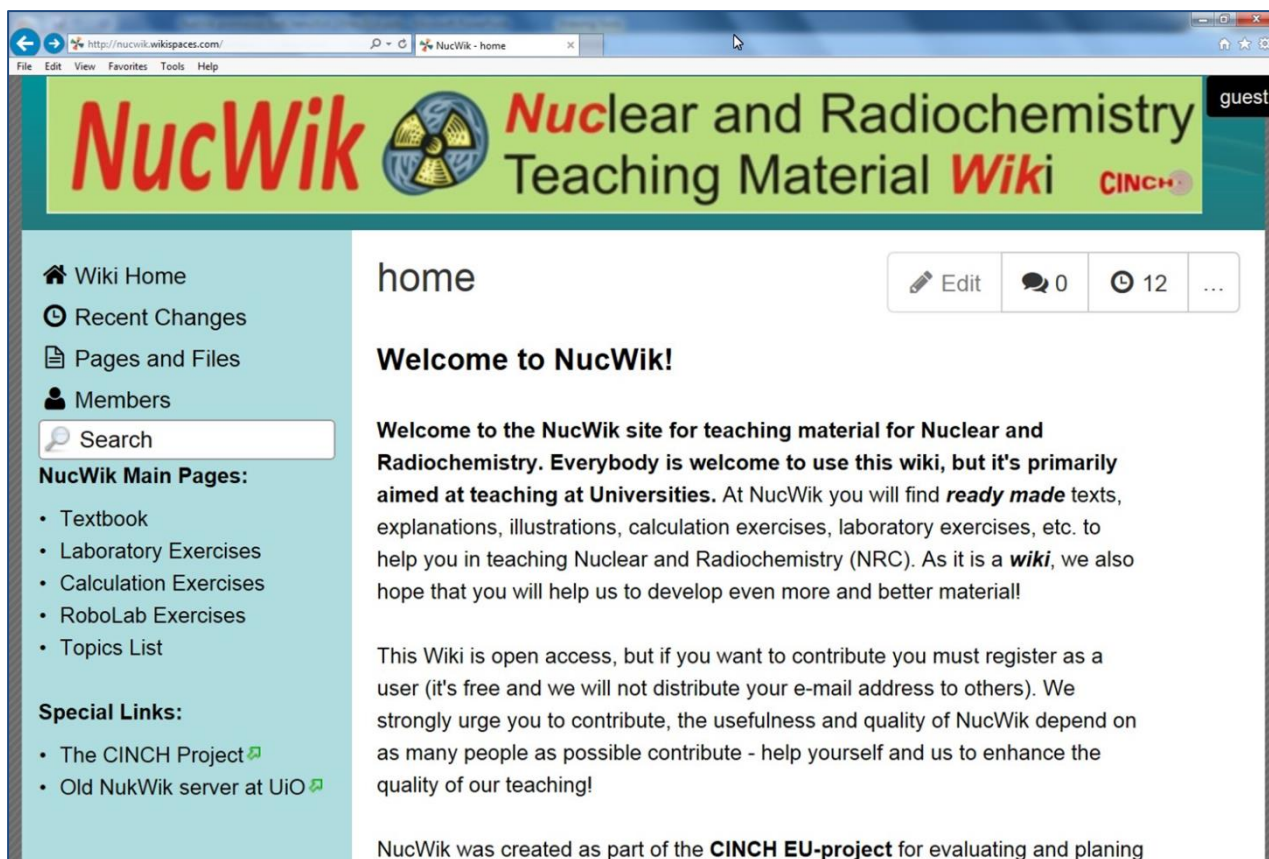 http://nucwik.wikispaces.com/
NucWik - home
File Edit View Favorites Tools Help
NucWik
Nuclear and Radiochemistry
Teaching Material Wiki
CINCH
guest
Wiki Home
Recent Changes
Pages and Files
Members
Search
NucWik Main Pages:
• Textbook
• Laboratory Exercises
• Calculation Exercises
• RoboLab Exercises
• Topics List
Special Links:
• The CINCH Project
• Old NukWik server at UiO
home
Edit 0 12 ...
Welcome to NucWik!
Welcome to the NucWik site for teaching material for Nuclear and
Radiochemistry. Everybody is welcome to use this wiki, but it's primarily
aimed at teaching at Universities. At NucWik you will find ready made texts,
explanations, illustrations, calculation exercises, laboratory exercises, etc. to
help you in teaching Nuclear and Radiochemistry (NRC). As it is a wiki, we also
hope that you will help us to develop even more and better material!
This Wiki is open access, but if you want to contribute you must register as a
user (it's free and we will not distribute your e-mail address to others). We
strongly urge you to contribute, the usefulness and quality of NucWik depend on
as many people as possible contribute - help yourself and us to enhance the
quality of our teaching!
NucWik was created as part of the CINCH EU-project for evaluating and planing